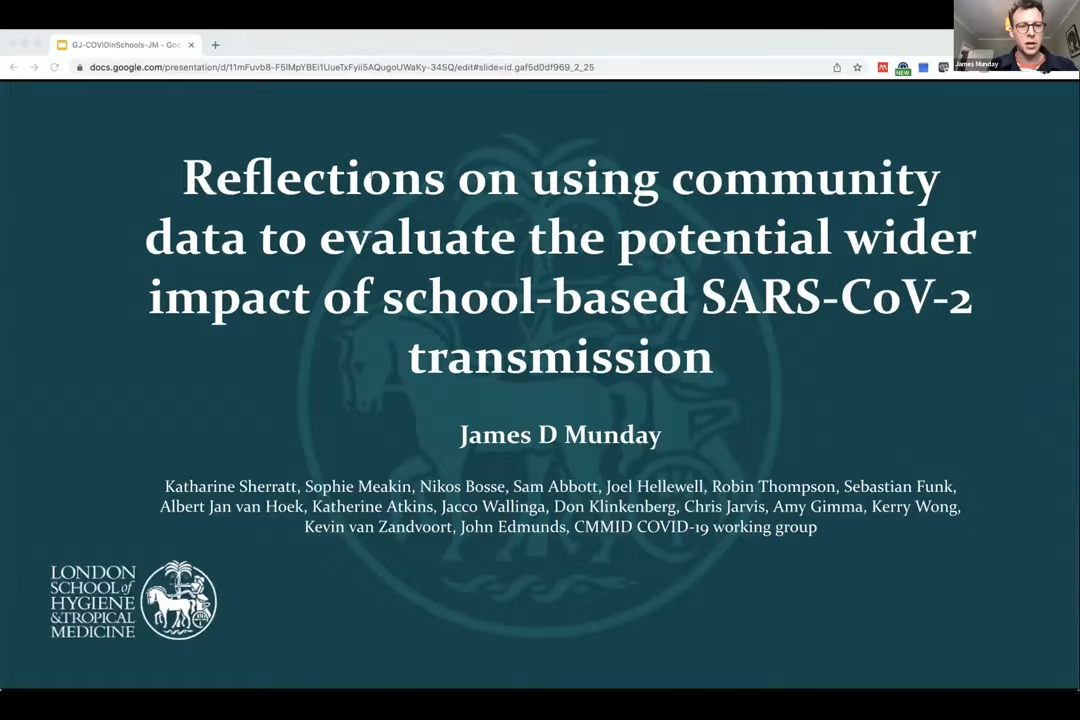 GJ-COVIDinSchools-JM - Goo
docs.google.com/presentation/d/11mFuvbB-F5lMpYBEi1UueTxFyii5AQugoUWaKy-34SQ/edit#slide=id.gaf5d0df969_2_25
NEW
James Munday
Reflections on using community
data to evaluate the potential wider
impact of school-based SARS-CoV-2
transmission
James D Munday
Katharine Sherratt, Sophie Meakin, Nikos Bosse, Sam Abbott, Joel Hellewell, Robin Thompson, Sebastian Funk,
Albert Jan van Hoek, Katherine Atkins, Jacco Wallinga, Don Klinkenberg, Chris Jarvis, Amy Gimma, Kerry Wong,
Kevin van Zandvoort, John Edmunds, CMMID COVID-19 working group
LONDON
SCHOOL of
HYGIENE
& TROPICAL
MEDICINE